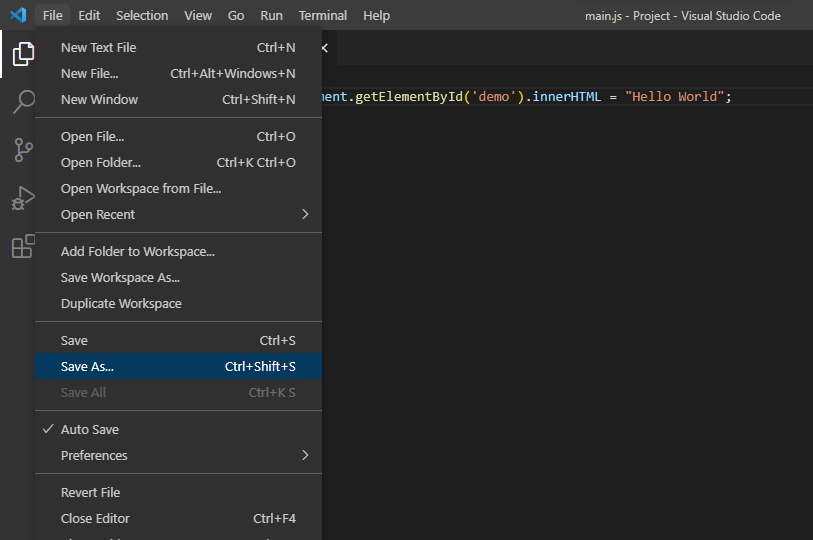 File Edit Selection View Go Run Terminal Help main.js - Project - Visual Studio Code
New Text File Ctrl+N
New File... Ctrl+Alt+Windows+N
New Window Ctrl+Shift+N
ment.getElementById('demo').innerHTML = "Hello World";
Open File... Ctrl+O
Open Folder... Ctrl+K Ctrl+O
Open Workspace from File...
Open Recent
Add Folder to Workspace...
Save Workspace As...
Duplicate Workspace
Save Ctrl+S
Save As... Ctrl+Shift+S
Save All Ctrl+K S
Auto Save
Preferences
Revert File
Close Editor Ctrl+F4